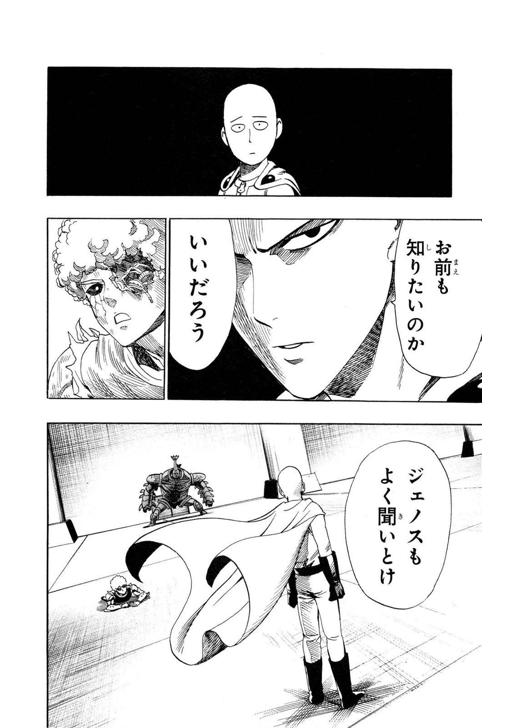 お前も
知りたいのか
いいだろう
ジェノスも
よく聞いとけ